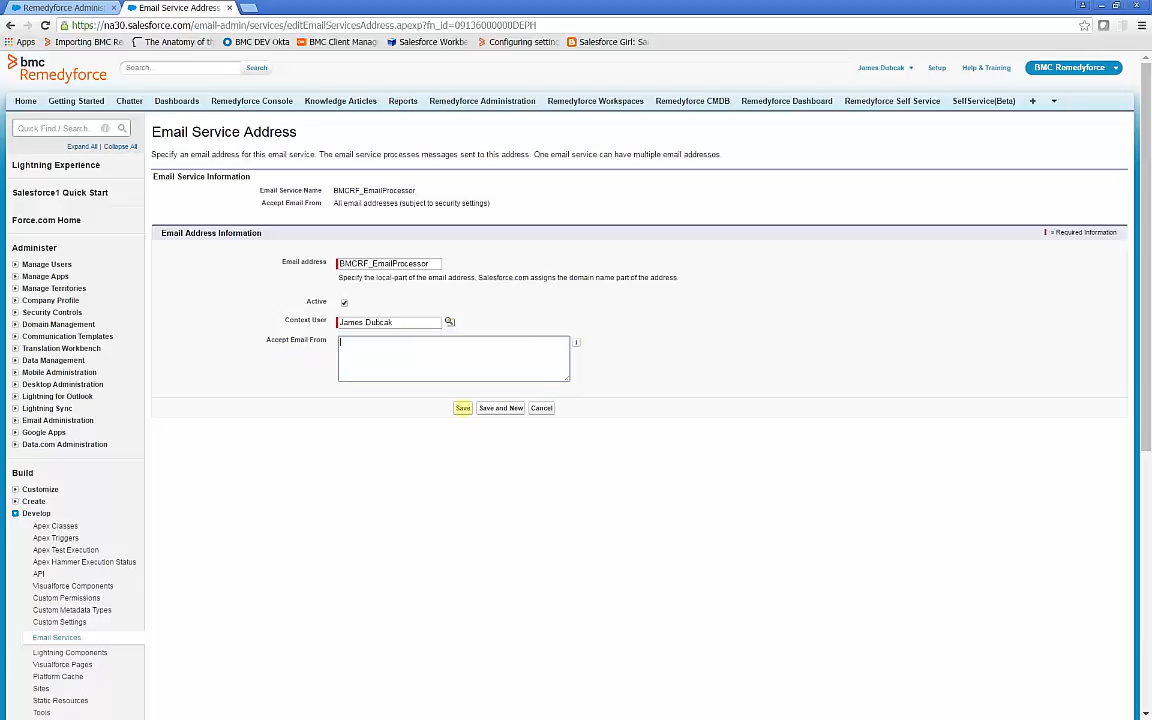 Remedyforce Adminis
Email Service Address
https://na30.salesforce.com/email-admin/services/editEmailServicesAddress.apexp?fn_id=09136000000DEPH
Apps
Importing BMC Re
The Anatomy of th
BMC DEV Okta
BMC Client Manag
Salesforce Workbe
Configuring setting
Salesforce Girl: Sa
bmc
Remedyforce
Search...
Search
James Dubcak
Setup
Help & Training
BMC Remedyforce
Home
Getting Started
Chatter
Dashboards
Remedyforce Console
Knowledge Articles
Reports
Remedyforce Administration
Remedyforce Workspaces
Remedyforce CMDB
Remedyforce Dashboard
Remedyforce Self Service
SelfService(Beta)
+
Quick Find / Search...
Expand All | Collapse All
Lightning Experience
Salesforce1 Quick Start
Force.com Home
Administer
Manage Users
Manage Apps
Manage Territories
Company Profile
Security Controls
Domain Management
Communication Templates
Translation Workbench
Data Management
Mobile Administration
Desktop Administration
Lightning for Outlook
Lightning Sync
Email Administration
Google Apps
Data.com Administration
Build
Customize
Create
Develop
Apex Classes
Apex Triggers
Apex Test Execution
Apex Hammer Execution Status
API
Visualforce Components
Custom Permissions
Custom Metadata Types
Custom Settings
Email Services
Lightning Components
Visualforce Pages
Platform Cache
Sites
Static Resources
Tools
Email Service Address
Specify an email address for this email service. The email service processes messages sent to this address. One email service can have multiple email addresses.
Email Service Information
Email Service Name BMCRF_EmailProcessor
Accept Email From All email addresses (subject to security settings)
Email Address Information
= Required Information
Email address BMCRF_EmailProcessor
Specify the local-part of the email address, Salesforce.com assigns the domain name part of the address.
Active
Context User James Dubcak
Accept Email From
Save
Save and New
Cancel